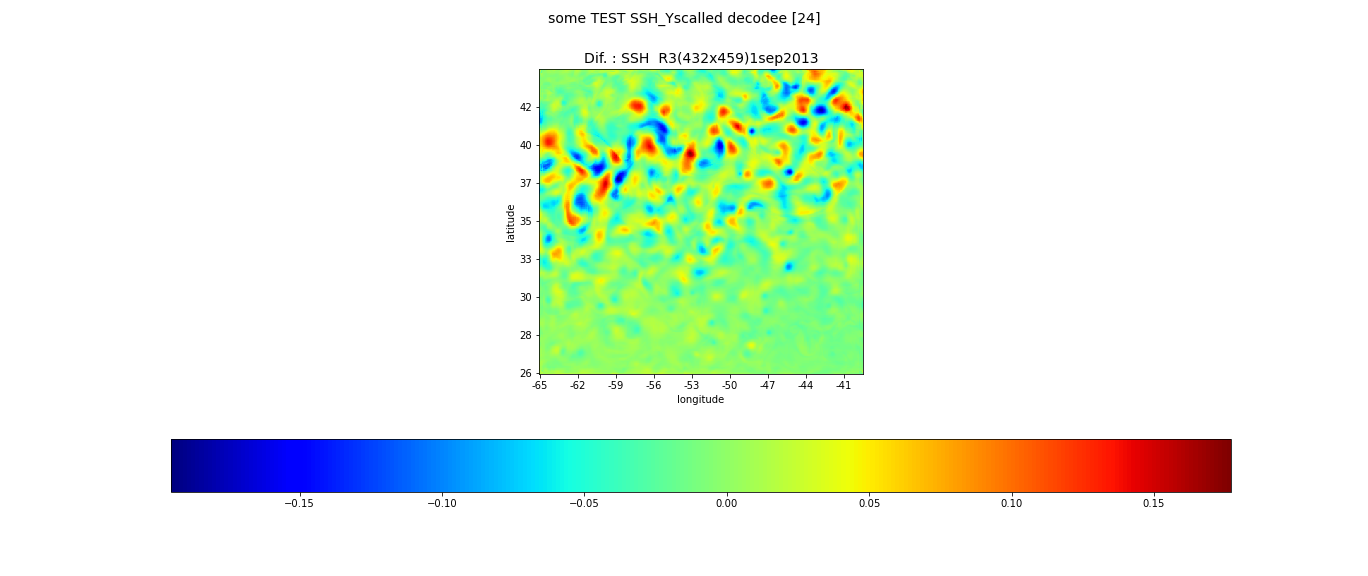 some TEST SSH_Yscalled decodee [24]
Dif. : SSH  R3(432x459)1sep2013
latitude
42
40
37
35
33
30
28
26
-65 -62 -59 -56 -53 -50 -47 -44 -41
longitude
−0.15 −0.10 −0.05 0.00 0.05 0.10 0.15